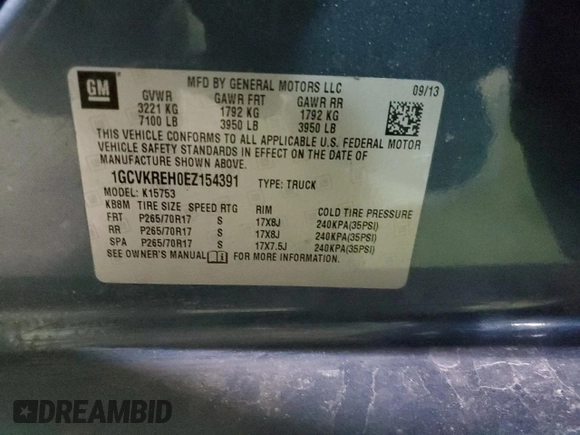 MFD BY GENERAL MOTORS LLC
GM
09/13
GVWR GAWR FRT GAWR RR
3221 KG 1792 KG 1792 KG
7100 LB 3950 LB 3950 LB
THIS VEHICLE CONFORMS TO ALL APPLICABLE U.S. FEDERAL MOTOR
VEHICLE SAFETY STANDARDS IN EFFECT ON THE DATE OF
MANUFACTURE SHOWN ABOVE.
1GCVKREH0EZ154391 TYPE: TRUCK
MODEL: K15753
KB8M TIRE SIZE SPEED RTG RIM COLD TIRE PRESSURE
FRT P265/70R17 S 17X8J 240KPA(35PSI)
RR P265/70R17 S 17X8J 240KPA(35PSI)
SPA P265/70R17 S 17X7.5J 240KPA(35PSI)
SEE OWNER'S MANUAL FOR MORE INFORMATION.
DREAMBID